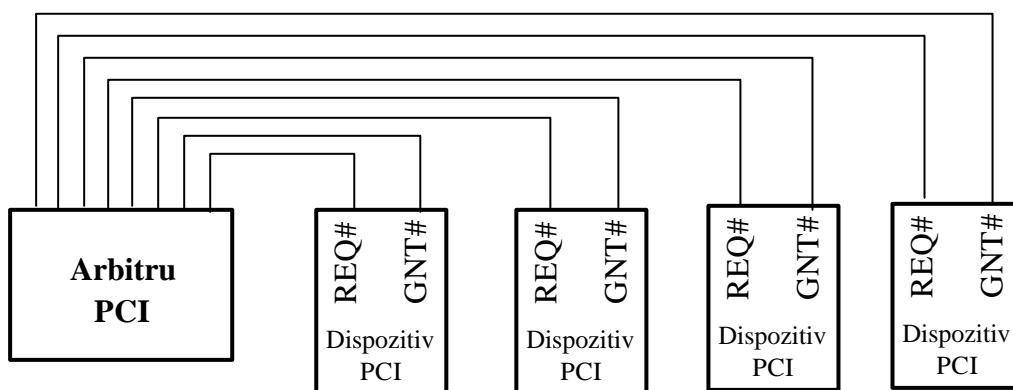 Arbitru
PCI
REQ#
GNT#
Dispozitiv
PCI
REQ#
GNT#
Dispozitiv
PCI
REQ#
GNT#
Dispozitiv
PCI
REQ#
GNT#
Dispozitiv
PCI